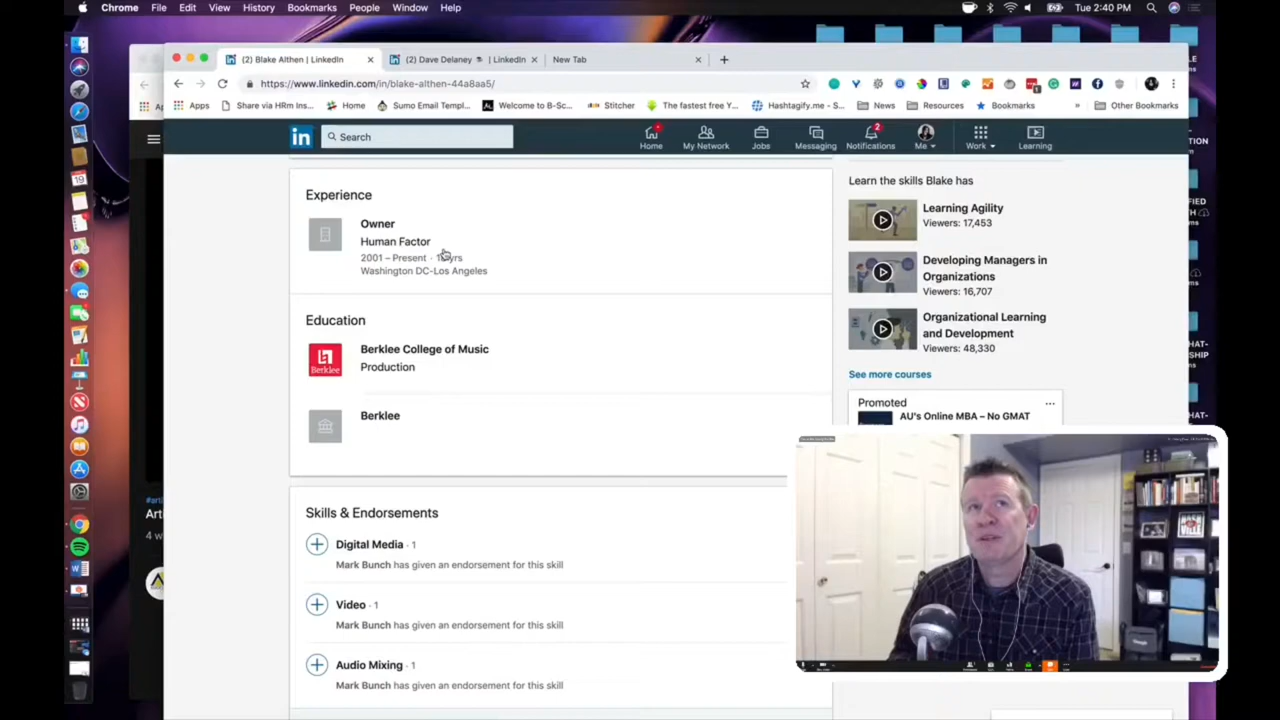 Chrome File Edit View History Bookmarks People Window Help
Tue 2:40 PM
(2) Blake Althen | LinkedIn
(2) Dave Delaney | LinkedIn
New Tab
https://www.linkedin.com/in/blake-althen-44a8aa5/
Apps
Share via HRm Ins...
Home
Sumo Email Templ...
Welcome to B-Sc...
Stitcher
The fastest free Y...
Hashtagify.me - S...
News
Resources
Bookmarks
»
Other Bookmarks
in
Search
Home
My Network
Jobs
Messaging
2
Notifications
Me
Work
Learning
Experience
Owner
Human Factor
2001 – Present
yrs
Washington DC-Los Angeles
Education
Berklee
Berklee College of Music
Production
Berklee
Skills & Endorsements
Digital Media · 1
Mark Bunch has given an endorsement for this skill
Video · 1
Mark Bunch has given an endorsement for this skill
Audio Mixing · 1
Mark Bunch has given an endorsement for this skill
Learn the skills Blake has
Learning Agility
Viewers: 17,453
Developing Managers in
Organizations
Viewers: 16,707
Organizational Learning
and Development
Viewers: 48,330
See more courses
Promoted
AU's Online MBA – No GMAT
NASH
VILLE